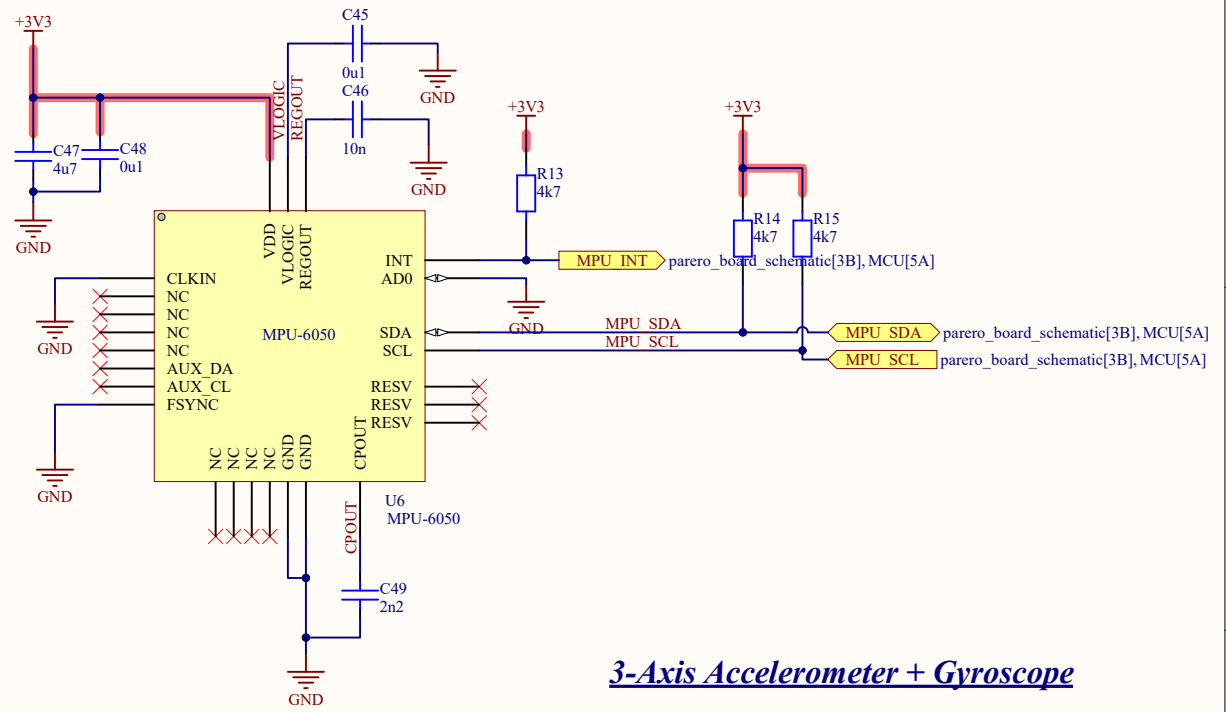 +3V3
C45
0u1
GND
VLOGIC
REGOUT
C46
10n
GND
C47
4u7
C48
0u1
GND
+3V3
R13
4k7
+3V3
R14
4k7
R15
4k7
VDD
VLOGIC
REGOUT
INT
MPU_INT
parero_board_schematic[3B], MCU[5A]
AD0
GND
CLKIN
NC
NC
NC
NC
AUX_DA
AUX_CL
FSYNC
GND
GND
MPU-6050
SDA
MPU_SDA
MPU_SDA
parero_board_schematic[3B], MCU[5A]
SCL
MPU_SCL
MPU_SCL
parero_board_schematic[3B], MCU[5A]
RESV
RESV
RESV
NC
NC
NC
NC
GND
GND
CPOUT
U6
MPU-6050
CPOUT
C49
2n2
GND
3-Axis Accelerometer + Gyroscope